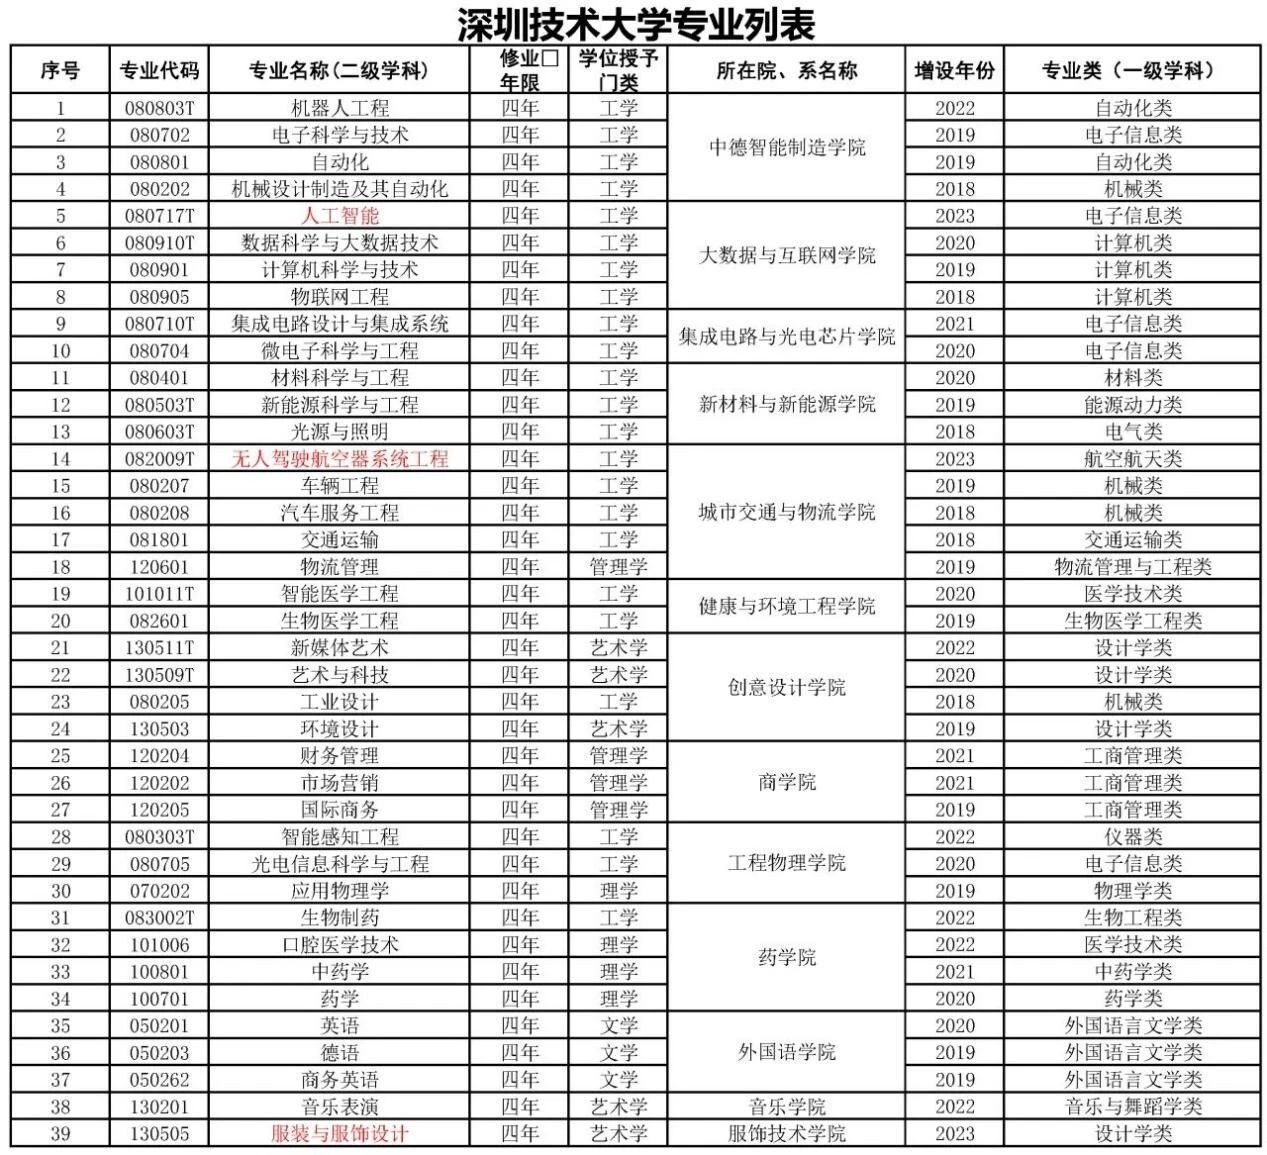 深圳技术大学专业列表
序号 专业代码 专业名称(二级学科) 修业□年限 学位授予门类 所在院、系名称 增设年份 专业类（一级学科）
1 080803T 机器人工程 四年 工学 中德智能制造学院 2022 自动化类
2 080702 电子科学与技术 四年 工学 2019 电子信息类
3 080801 自动化 四年 工学 2019 自动化类
4 080202 机械设计制造及其自动化 四年 工学 2018 机械类
5 080717T 人工智能 四年 工学 大数据与互联网学院 2023 电子信息类
6 080910T 数据科学与大数据技术 四年 工学 2020 计算机类
7 080901 计算机科学与技术 四年 工学 2019 计算机类
8 080905 物联网工程 四年 工学 2018 计算机类
9 080710T 集成电路设计与集成系统 四年 工学 集成电路与光电芯片学院 2021 电子信息类
10 080704 微电子科学与工程 四年 工学 2020 电子信息类
11 080401 材料科学与工程 四年 工学 新材料与新能源学院 2020 材料类
12 080503T 新能源科学与工程 四年 工学 2019 能源动力类
13 080603T 光源与照明 四年 工学 2018 电气类
14 082009T 无人驾驶航空器系统工程 四年 工学 城市交通与物流学院 2023 航空航天类
15 080207 车辆工程 四年 工学 2019 机械类
16 080208 汽车服务工程 四年 工学 2018 机械类
17 081801 交通运输 四年 工学 2018 交通运输类
18 120601 物流管理 四年 管理学 2019 物流管理与工程类
19 101011T 智能医学工程 四年 工学 健康与环境工程学院 2020 医学技术类
20 082601 生物医学工程 四年 工学 2019 生物医学工程类
21 130511T 新媒体艺术 四年 艺术学 创意设计学院 2022 设计学类
22 130509T 艺术与科技 四年 艺术学 2020 设计学类
23 080205 工业设计 四年 工学 2018 机械类
24 130503 环境设计 四年 艺术学 2019 设计学类
25 120204 财务管理 四年 管理学 商学院 2021 工商管理类
26 120202 市场营销 四年 管理学 2021 工商管理类
27 120205 国际商务 四年 管理学 2019 工商管理类
28 080303T 智能感知工程 四年 工学 工程物理学院 2022 仪器类
29 080705 光电信息科学与工程 四年 工学 2020 电子信息类
30 070202 应用物理学 四年 理学 2019 物理学类
31 083002T 生物制药 四年 工学 药学院 2022 生物工程类
32 101006 口腔医学技术 四年 理学 2022 医学技术类
33 100801 中药学 四年 理学 2021 中药学类
34 100701 药学 四年 理学 2020 药学类
35 050201 英语 四年 文学 外国语学院 2020 外国语言文学类
36 050203 德语 四年 文学 2019 外国语言文学类
37 050262 商务英语 四年 文学 2019 外国语言文学类
38 130201 音乐表演 四年 艺术学 音乐学院 2022 音乐与舞蹈学类
39 130505 服装与服饰设计 四年 艺术学 服饰技术学院 2023 设计学类